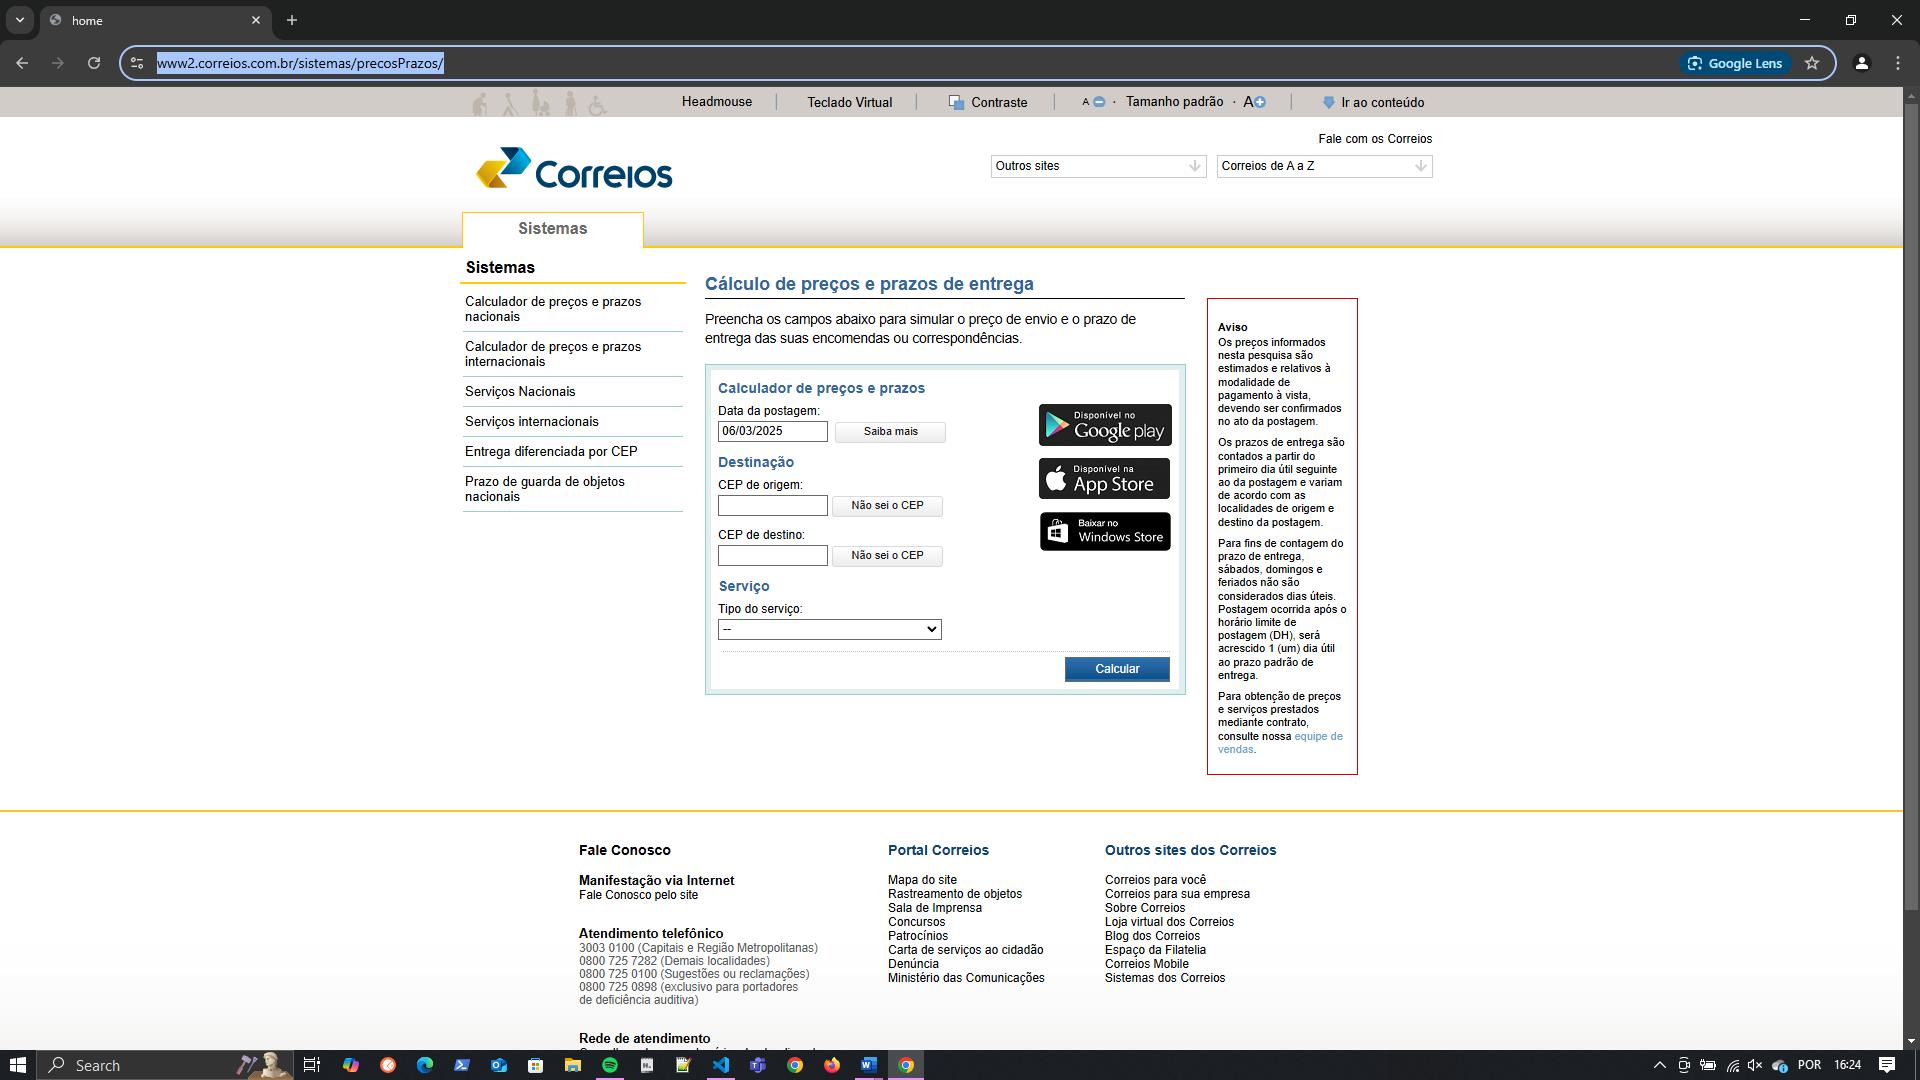 home
www2.correios.com.br/sistemas/precosPrazos/
Google Lens
Headmouse
Teclado Virtual
Contraste
A · Tamanho padrão · A
Ir ao conteúdo
Fale com os Correios
Correios
Outros sites
Correios de A a Z
Sistemas
Sistemas
Calculador de preços e prazos
nacionais
Calculador de preços e prazos
internacionais
Serviços Nacionais
Serviços internacionais
Entrega diferenciada por CEP
Prazo de guarda de objetos
nacionais
Cálculo de preços e prazos de entrega
Preencha os campos abaixo para simular o preço de envio e o prazo de
entrega das suas encomendas ou correspondências.
Calculador de preços e prazos
Data da postagem:
06/03/2025
Saiba mais
Destinação
CEP de origem:
Não sei o CEP
CEP de destino:
Não sei o CEP
Serviço
Tipo do serviço:
--
Calcular
Disponível no
Google play
Disponível na
App Store
Baixar no
Windows Store
Aviso
Os preços informados
nesta pesquisa são
estimados e relativos à
modalidade de
pagamento à vista,
devendo ser confirmados
no ato da postagem.
Os prazos de entrega são
contados a partir do
primeiro dia útil seguinte
ao da postagem e variam
de acordo com as
localidades de origem e
destino da postagem.
Para fins de contagem do
prazo de entrega,
sábados, domingos e
feriados não são
considerados dias úteis.
Postagem ocorrida após o
horário limite de
postagem (DH), será
acrescido 1 (um) dia útil
ao prazo padrão de
entrega.
Para obtenção de preços
e serviços prestados
mediante contrato,
consulte nossa equipe de
vendas.
Fale Conosco
Manifestação via Internet
Fale Conosco pelo site
Atendimento telefônico
3003 0100 (Capitais e Região Metropolitanas)
0800 725 7282 (Demais localidades)
0800 725 0100 (Sugestões ou reclamações)
0800 725 0898 (exclusivo para portadores
de deficiência auditiva)
Rede de atendimento
Portal Correios
Mapa do site
Rastreamento de objetos
Sala de Imprensa
Concursos
Patrocínios
Carta de serviços ao cidadão
Denúncia
Ministério das Comunicações
Outros sites dos Correios
Correios para você
Correios para sua empresa
Sobre Correios
Loja virtual dos Correios
Blog dos Correios
Espaço da Filatelia
Correios Mobile
Sistemas dos Correios
Search
POR
16:24